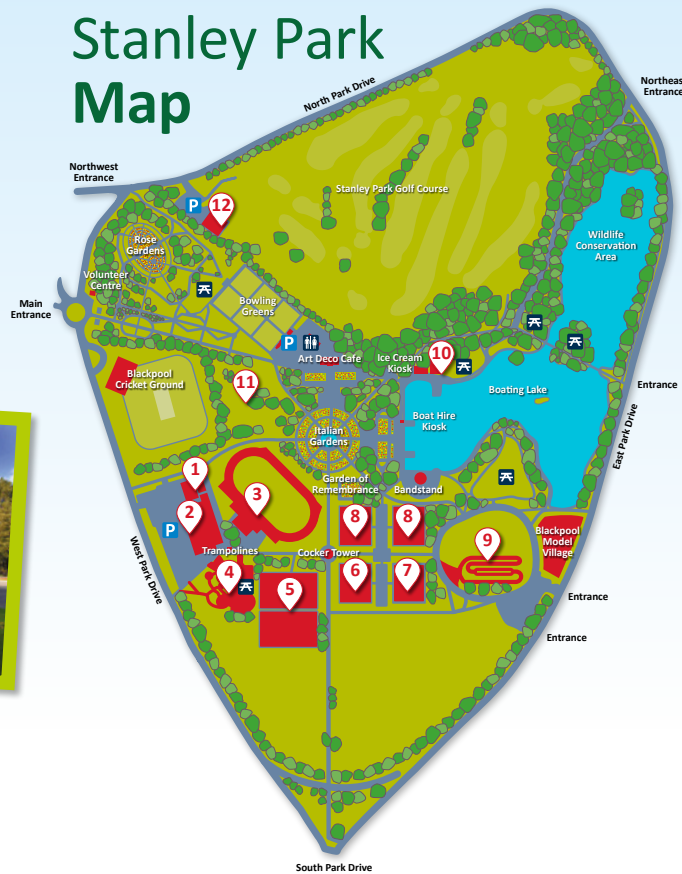 Stanley Park
Map
North Park Drive
Northeas
Entrance
Northwest
Entrance
P
12
Stanley Park Golf Course
Rose
Gardens
Wildlife
Conservation
Area
Volunteer
Centre
Main
Entrance
Bowling
Greens
P
Art Deco Cafe
Ice Cream
Kiosk
10
Blackpool
Cricket Ground
11
Boating Lake
Entrance
Boat Hire
Kiosk
East Park Drive
Italian
Gardens
1
Garden of
Remembrance
Bandstand
2
3
P
8
8
9
Blackpool
Model
Village
Trampolines
Cocker Tower
West Park Drive
4
5
6
7
Entrance
Entrance
South Park Drive